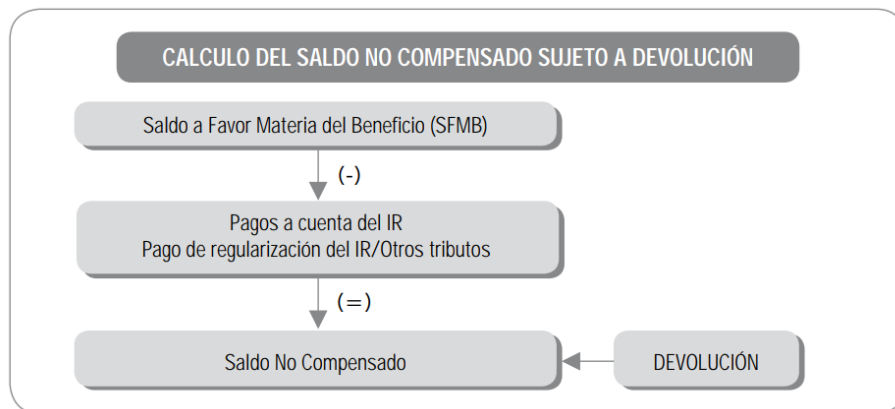 CALCULO DEL SALDO NO COMPENSADO SUJETO A DEVOLUCIÓN
Saldo a Favor Materia del Beneficio (SFMB)
(-)
Pagos a cuenta del IR
Pago de regularización del IR/Otros tributos
(=)
Saldo No Compensado
DEVOLUCIÓN